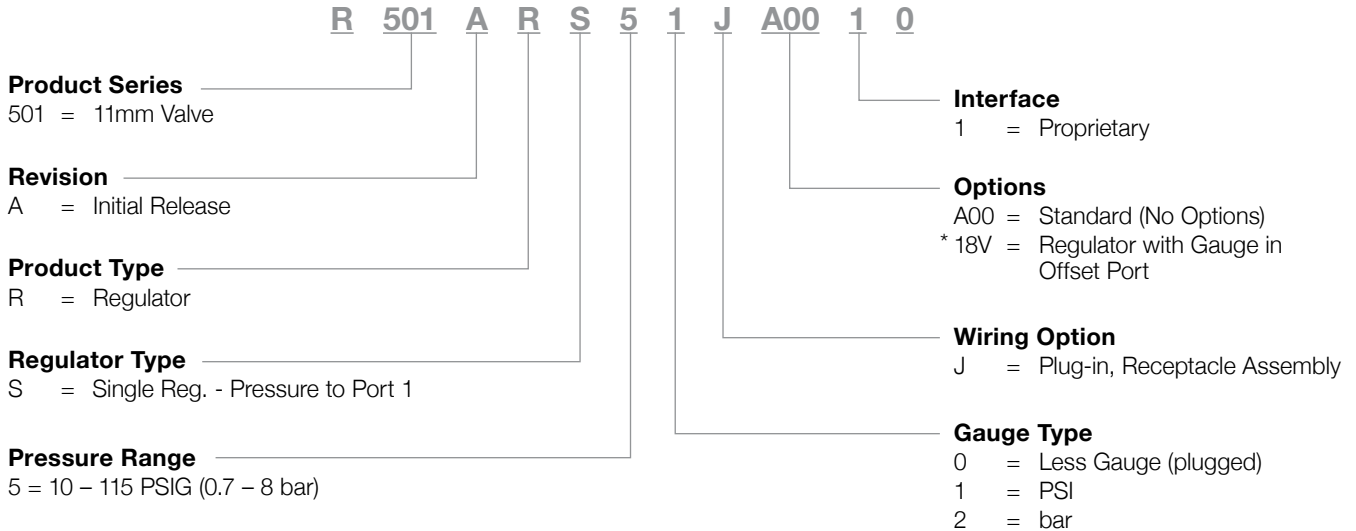 R 501 A R S 5 1 J A00 1 0
Product Series
501 = 11mm Valve
Revision
A = Initial Release
Product Type
R = Regulator
Regulator Type
S = Single Reg. - Pressure to Port 1
Pressure Range
5 = 10 – 115 PSIG (0.7 – 8 bar)
Interface
1 = Proprietary
Options
A00 = Standard (No Options)
* 18V = Regulator with Gauge in
Offset Port
Wiring Option
J = Plug-in, Receptacle Assembly
Gauge Type
0 = Less Gauge (plugged)
1 = PSI
2 = bar